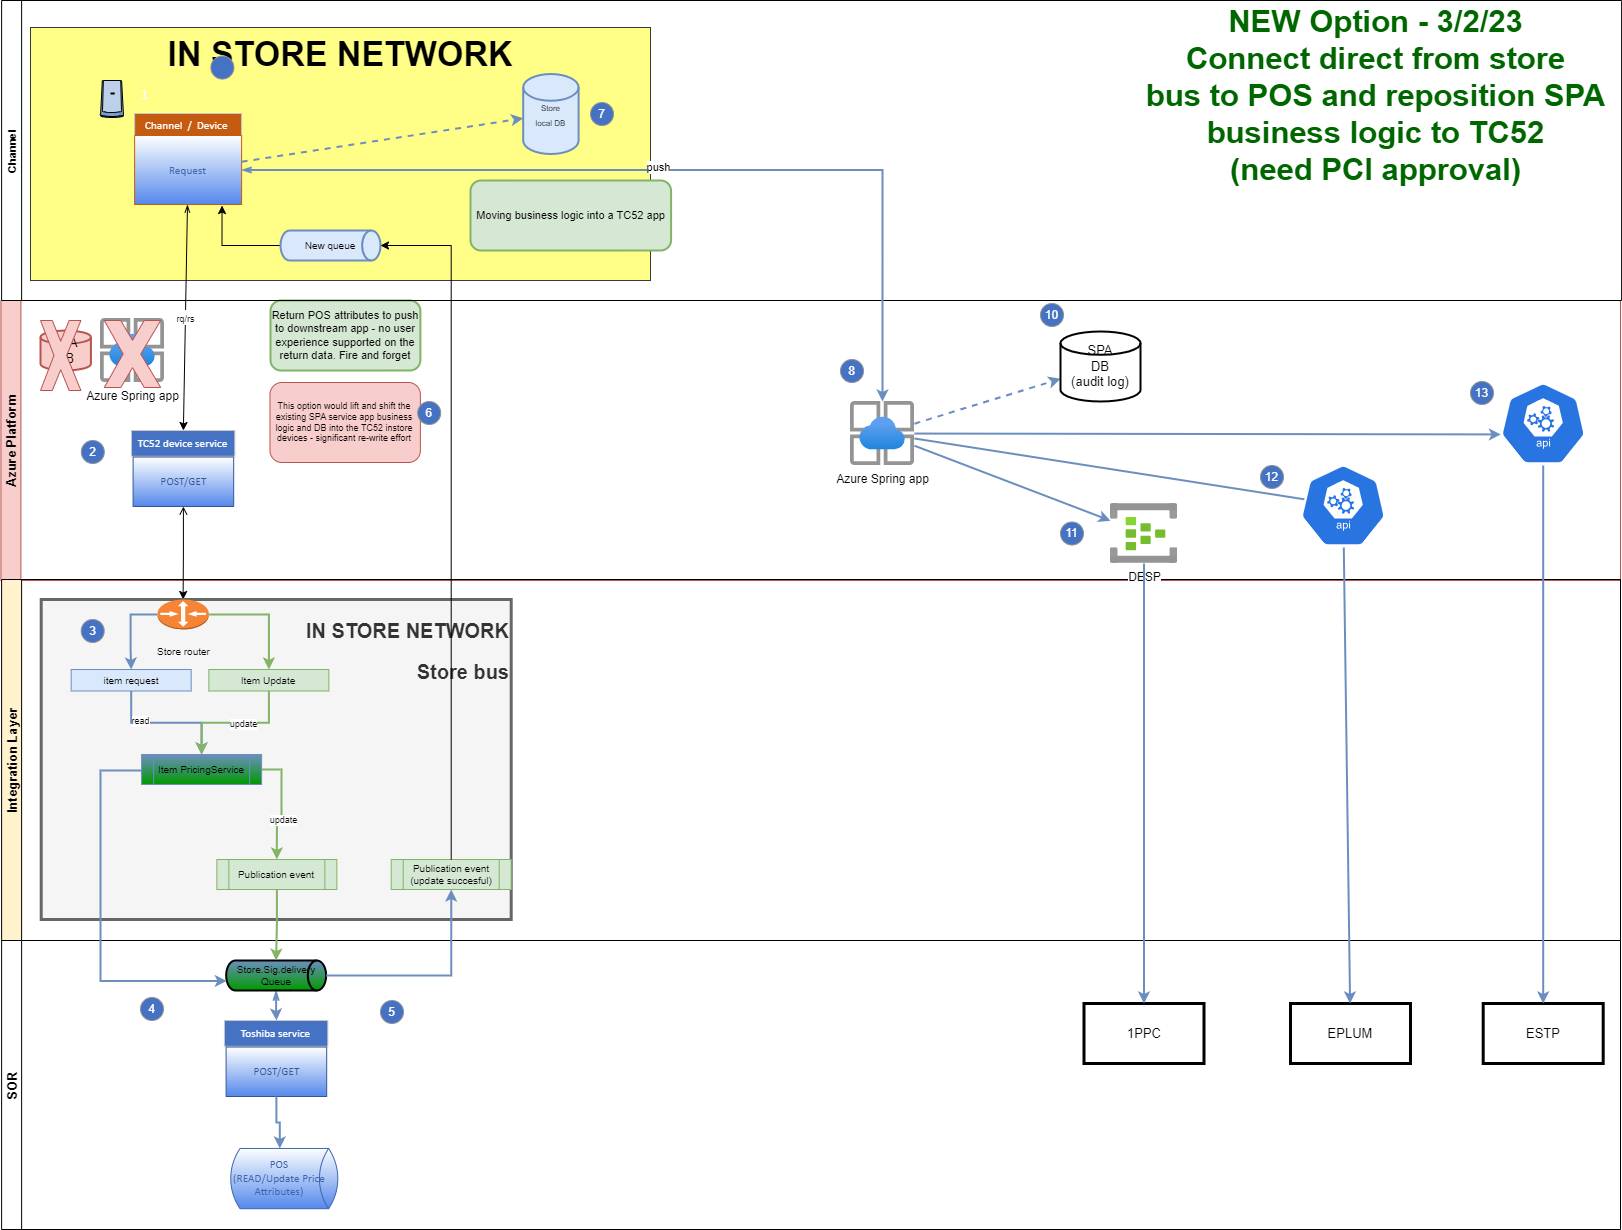 NEW Option - 3/2/23
Connect direct from store
bus to POS and reposition SPA
business logic to TC52
(need PCI approval)
Channel
IN STORE NETWORK
1
Channel / Device
Request
Store
local DB
7
push
Moving business logic into a TC52 app
New queue
Azure Platform
rq/rs
A
B
Azure Spring app
Return POS attributes to push
to downstream app - no user
experience supported on the
return data. Fire and forget
This option would lift and shift the
existing SPA service app business
logic and DB into the TC52 instore
devices - significant re-write effort
6
2
TC52 device service
POST/GET
8
Azure Spring app
10
SPA
DB
(audit log)
13
api
12
api
11
DESP
Integration Layer
3
IN STORE NETWORK
Store bus
Store router
item request
Item Update
read
update
Item PricingService
update
Publication event
Publication event
(update succesful)
SOR
Store.Sig.delivery
Queue
4
5
Toshiba service
POST/GET
POS
(READ/Update Price
Attributes)
1PPC
EPLUM
ESTP